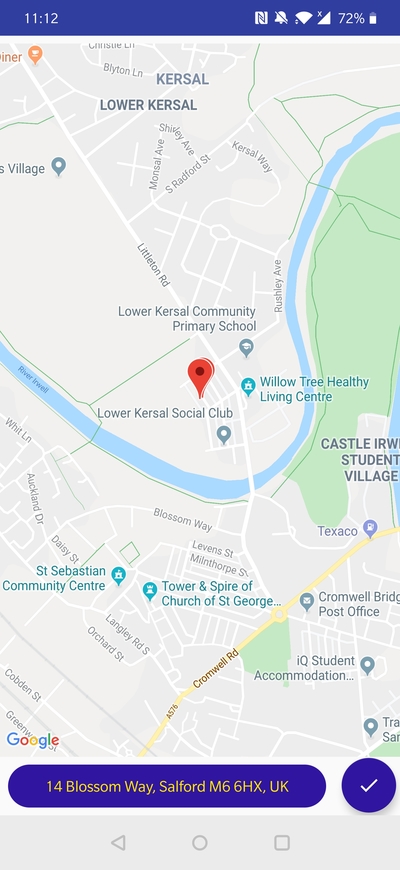 11:12
72%
Christie Ln
Diner
Blyton Ln
KERSAL
LOWER KERSAL
Shirley Ave
Monsal Ave
S Radford St
Kersal Way
s Village
Littleton Rd
Rushley Ave
Lower Kersal Community
Primary School
River Irwell
Willow Tree Healthy
Living Centre
Lower Kersal Social Club
Whit Ln
CASTLE IRW
STUDENT
VILLAGE
Auckland Dr
Blossom Way
Texaco
Daisy St
Levens St
Milnthorpe S
St Sebastian
Community Centre
Tower & Spire of
Church of St George...
Cromwell Bridg
Post Office
Langley Rd S
Orchard St
Cromwell Rd
iQ Student
Accommodation...
Cobden St
A576
Greenw
St
Tra
Sa
Google
14 Blossom Way, Salford M6 6HX, UK